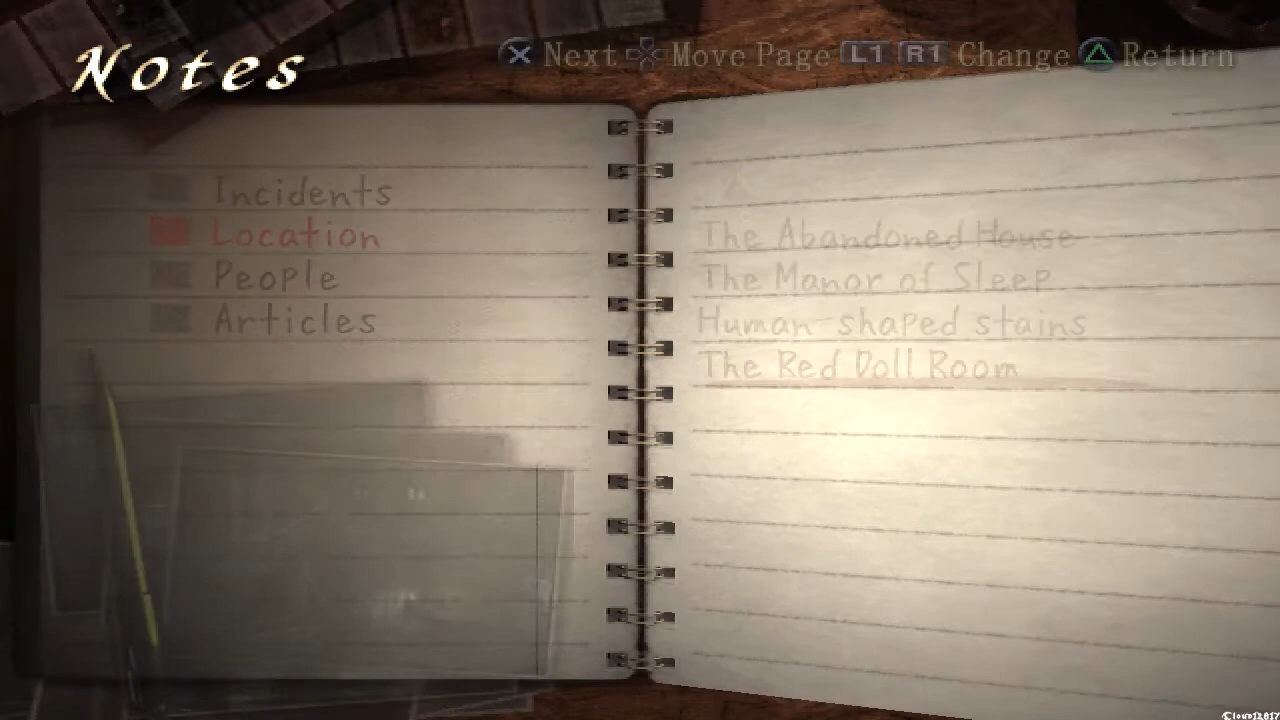 Notes
Next Move Page L1 R1 Change Return
Incidents
Location
People
Articles
The Abandoned House
The Manor of Sleep
Human-shaped stains
The Red Doll Room